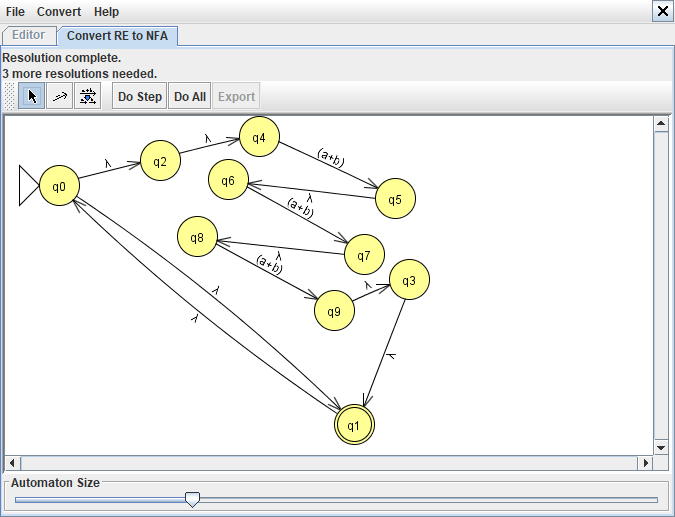 File Convert Help
Editor Convert RE to NFA
Resolution complete.
3 more resolutions needed.
Do Step Do All Export
q4
λ
(a+b)
q2
λ
q6
q0
λ
q5
(a+b)
q8
q7
λ
(a+b)
q3
λ
λ
q9
λ
λ
q1
Automaton Size